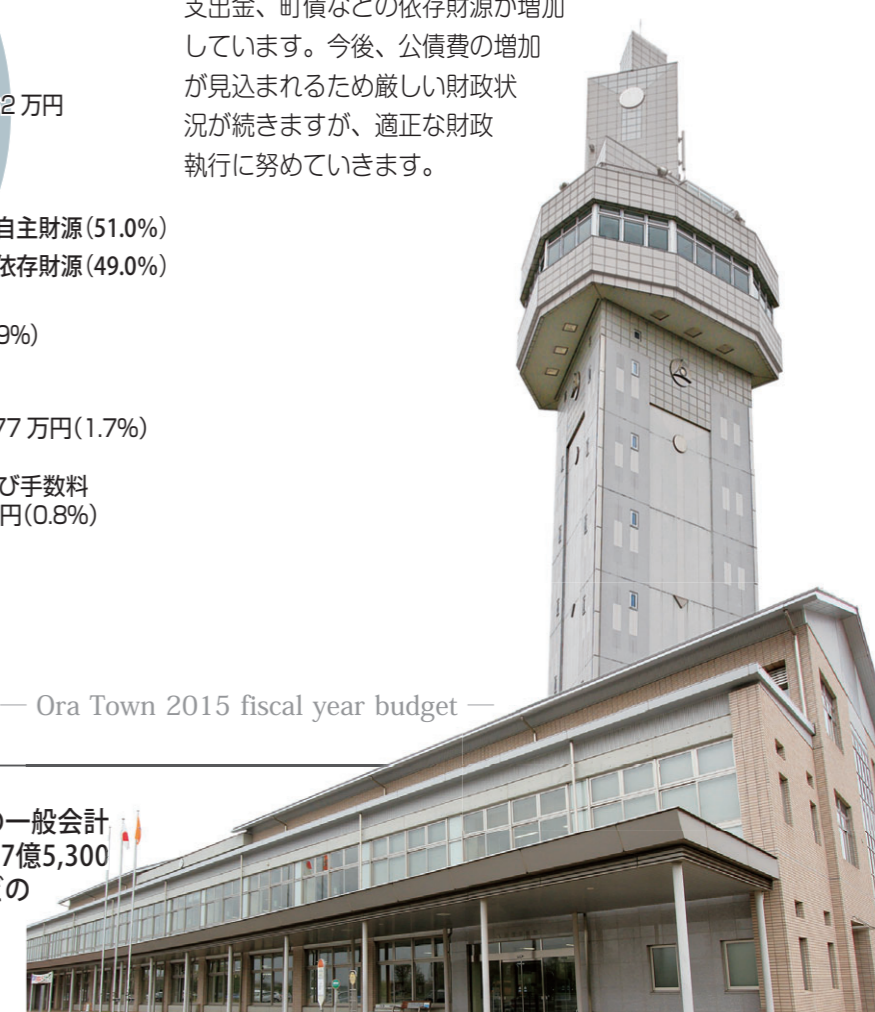 支出金、町債などの依存財源が増加
しています。今後、公債費の増加
が見込まれるため厳しい財政状
況が続きますが、適正な財政
執行に努めていきます。
2万円
自主財源(51.0%)
依存財源(49.0%)
9%)
77万円(1.7%)
び手数料
円(0.8%)
— Ora Town 2015 fiscal year budget —
の一般会計
7億5,300
どの